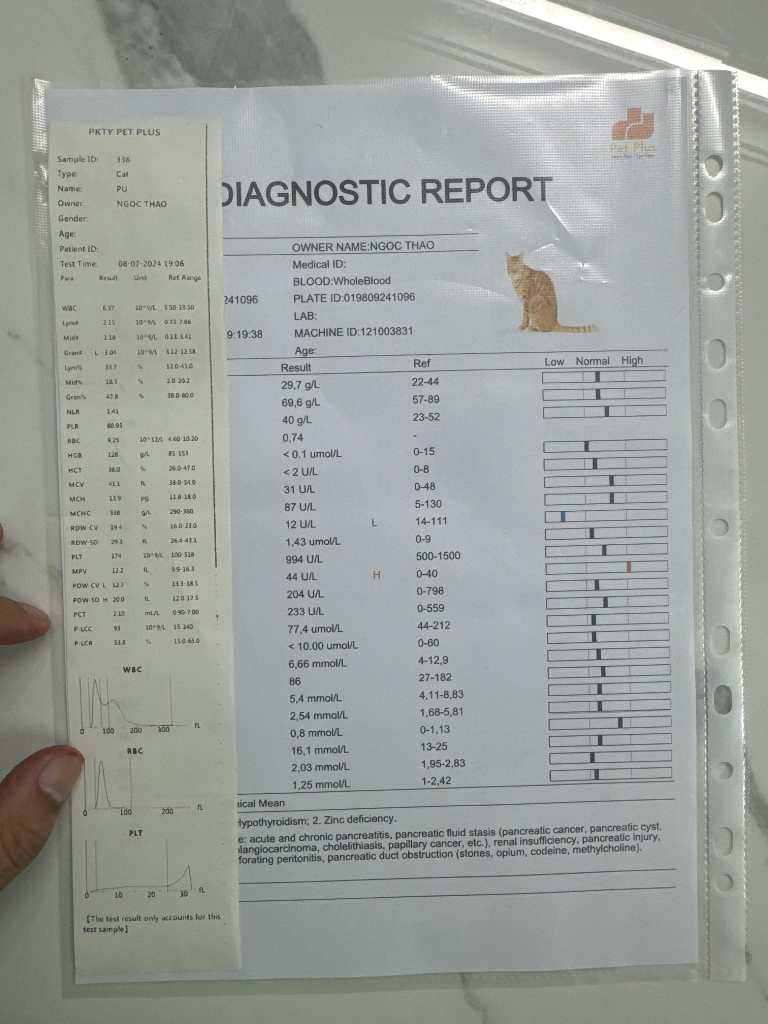 PKTY PET PLUS
Sample ID: 336
Type: Cat
Name: PU
Owner: NGOC THAO
Gender:
Age:
Patient ID:
Test Time: 08-07-2024 19:06
Para Result Unit Ref Range
WBC 6.37 10^9/L 5.50-19.50
Lym# 2.15 10^9/L 0.73-7.86
Mid# 1.18 10^9/L 0.13-3.41
Gran# L 3.04 10^9/L 3.12-12.58
Lym% 33.7 % 12.0-45.0
Mid% 18.5 % 2.0-20.2
Gran% 47.8 % 38.0-80.0
NLR 1.41
PLR 80.93
RBC 9.25 10^12/L 4.60-10.20
HGB 128 g/L 85-153
HCT 38.0 % 26.0-47.0
MCV 41.1 fL 38.0-54.0
MCH 13.9 pg 11.8-18.0
MCHC 338 g/L 290-360
RDW-CV 19.4 % 16.0-23.0
RDW-SD 29.3 fL 26.4-43.1
PLT 174 10^9/L 100-518
MPV 12.2 fL 9.9-16.3
PDW-CV L 12.7 % 13.3-18.5
PDW-SD H 20.0 fL 12.0-17.5
PCT 2.10 mL/L 0.90-7.00
P-LCC 93 10^9/L 15-240
P-LCR 53.8 % 15.0-65.0
WBC
0 100 200 300 fL
RBC
0 100 200 fL
PLT
0 10 20 30 fL
【The test result only accounts for this
test sample】
Pet Plus
DIAGNOSTIC REPORT
OWNER NAME:NGOC THAO
Medical ID:
BLOOD:WholeBlood
241096 PLATE ID:019809241096
LAB:
9:19:38 MACHINE ID:121003831
Age:
Result Ref Low Normal High
29,7 g/L 22-44
69,6 g/L 57-89
40 g/L 23-52
0,74 -
< 0.1 umol/L 0-15
< 2 U/L 0-8
31 U/L 0-48
87 U/L 5-130
12 U/L L 14-111
1,43 umol/L 0-9
994 U/L 500-1500
44 U/L H 0-40
204 U/L 0-798
233 U/L 0-559
77,4 umol/L 44-212
< 10.00 umol/L 0-60
6,66 mmol/L 4-12,9
86 27-182
5,4 mmol/L 4,11-8,83
2,54 mmol/L 1,68-5,81
0,8 mmol/L 0-1,13
16,1 mmol/L 13-25
2,03 mmol/L 1,95-2,83
1,25 mmol/L 1-2,42
ical Mean
Hypothyroidism; 2. Zinc deficiency.
e: acute and chronic pancreatitis, pancreatic fluid stasis (pancreatic cancer, pancreatic cyst,
langiocarcinoma, cholelithiasis, papillary cancer, etc.), renal insufficiency, pancreatic injury,
forating peritonitis, pancreatic duct obstruction (stones, opium, codeine, methylcholine).